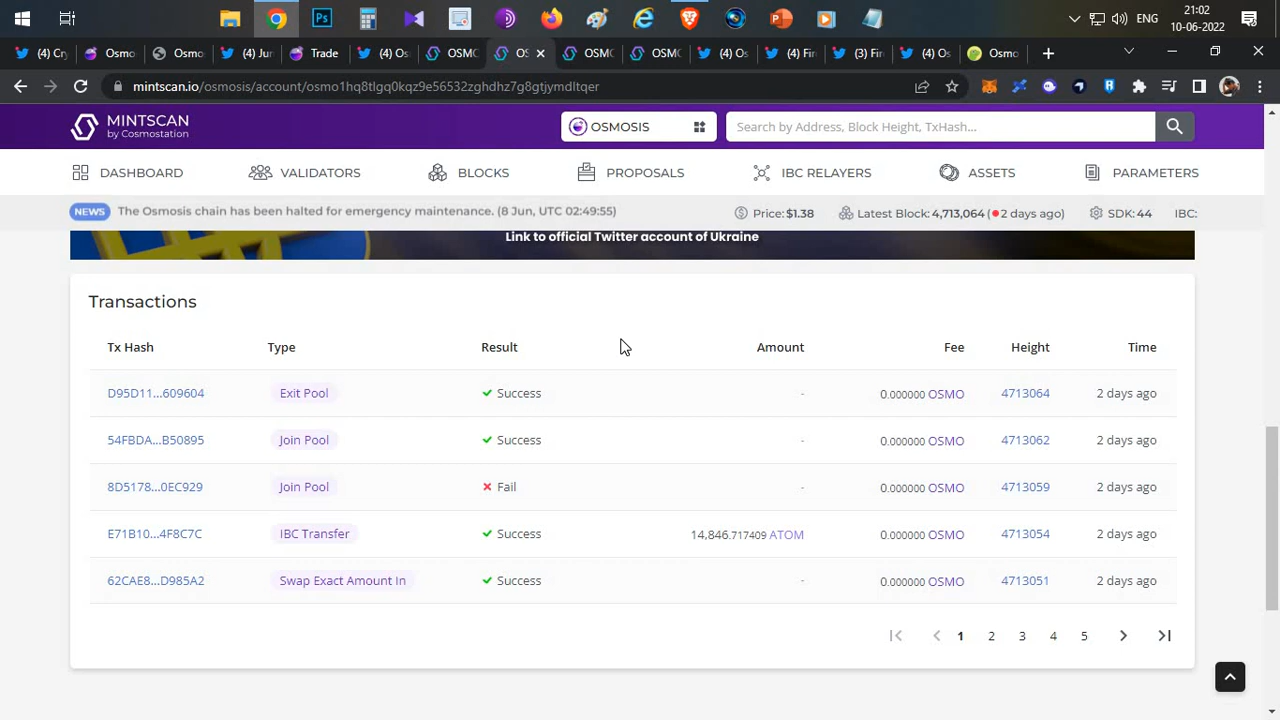 21:02
ENG
10-06-2022
(4) Cry
Osmo
Osmo
(4) Jun
Trade
(4) Os
OSMO
OS
OSMO
OSMO
(4) Os
(4) Fir
(3) Fir
(4) Os
Osmo
mintscan.io/osmosis/account/osmo1hq8tlgq0kqz9e56532zghdhz7g8gtjymdltqer
MINTSCAN
by Cosmostation
OSMOSIS
Search by Address, Block Height, TxHash...
DASHBOARD VALIDATORS BLOCKS PROPOSALS IBC RELAYERS ASSETS PARAMETERS
NEWS The Osmosis chain has been halted for emergency maintenance. (8 Jun, UTC 02:49:55) Price: $1.38 Latest Block: 4,713,064 (2 days ago) SDK: 44 IBC:
Link to official Twitter account of Ukraine
Transactions
Tx Hash Type Result Amount Fee Height Time
D95D11...609604 Exit Pool Success - 0.000000 OSMO 4713064 2 days ago
54FBDA...B50895 Join Pool Success - 0.000000 OSMO 4713062 2 days ago
8D5178...0EC929 Join Pool Fail - 0.000000 OSMO 4713059 2 days ago
E71B10...4F8C7C IBC Transfer Success 14,846.717409 ATOM 0.000000 OSMO 4713054 2 days ago
62CAE8...D985A2 Swap Exact Amount In Success - 0.000000 OSMO 4713051 2 days ago
1 2 3 4 5